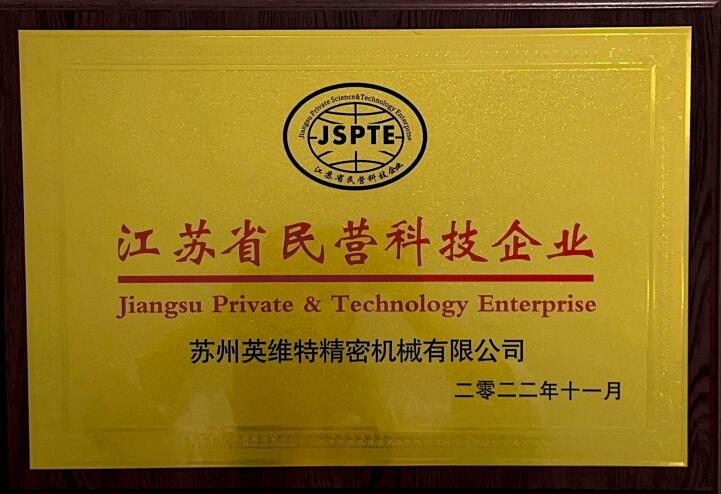 Jiangsu Private Science&Technology Enterprise
JSPTE
江苏省民营科技企业
江苏省民营科技企业
Jiangsu Private & Technology Enterprise
苏州英维特精密机械有限公司
二零二二年十一月